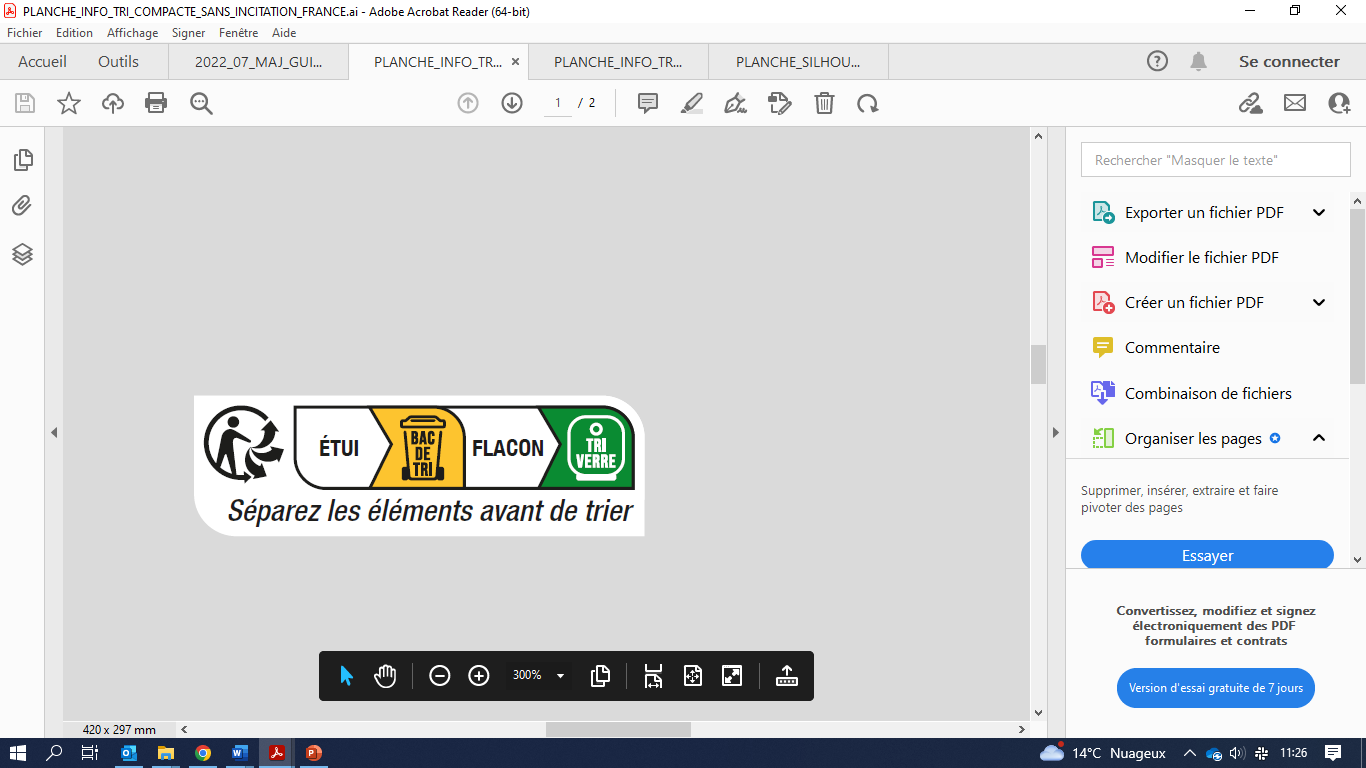 PLANCHE_INFO_TRI_COMPACTE_SANS_INCITATION_FRANCE.ai - Adobe Acrobat Reader (64-bit)
Fichier Edition Affichage Signer Fenêtre Aide
Accueil Outils 2022_07_MAJ_GUI... PLANCHE_INFO_TR... × PLANCHE_INFO_TR... PLANCHE_SILHOU... Se connecter
1 / 2
Rechercher "Masquer le texte"
Exporter un fichier PDF
Modifier le fichier PDF
Créer un fichier PDF
Commentaire
Combinaison de fichiers
Organiser les pages
Supprimer, insérer, extraire et faire
pivoter des pages
Essayer
Convertissez, modifiez et signez
électroniquement des PDF
formulaires et contrats
Version d'essai gratuite de 7 jours
ÉTUI
BAC
DE
TRI
FLACON
TRI
VERRE
Séparez les éléments avant de trier
300%
420 x 297 mm
14°C Nuageux 11:26